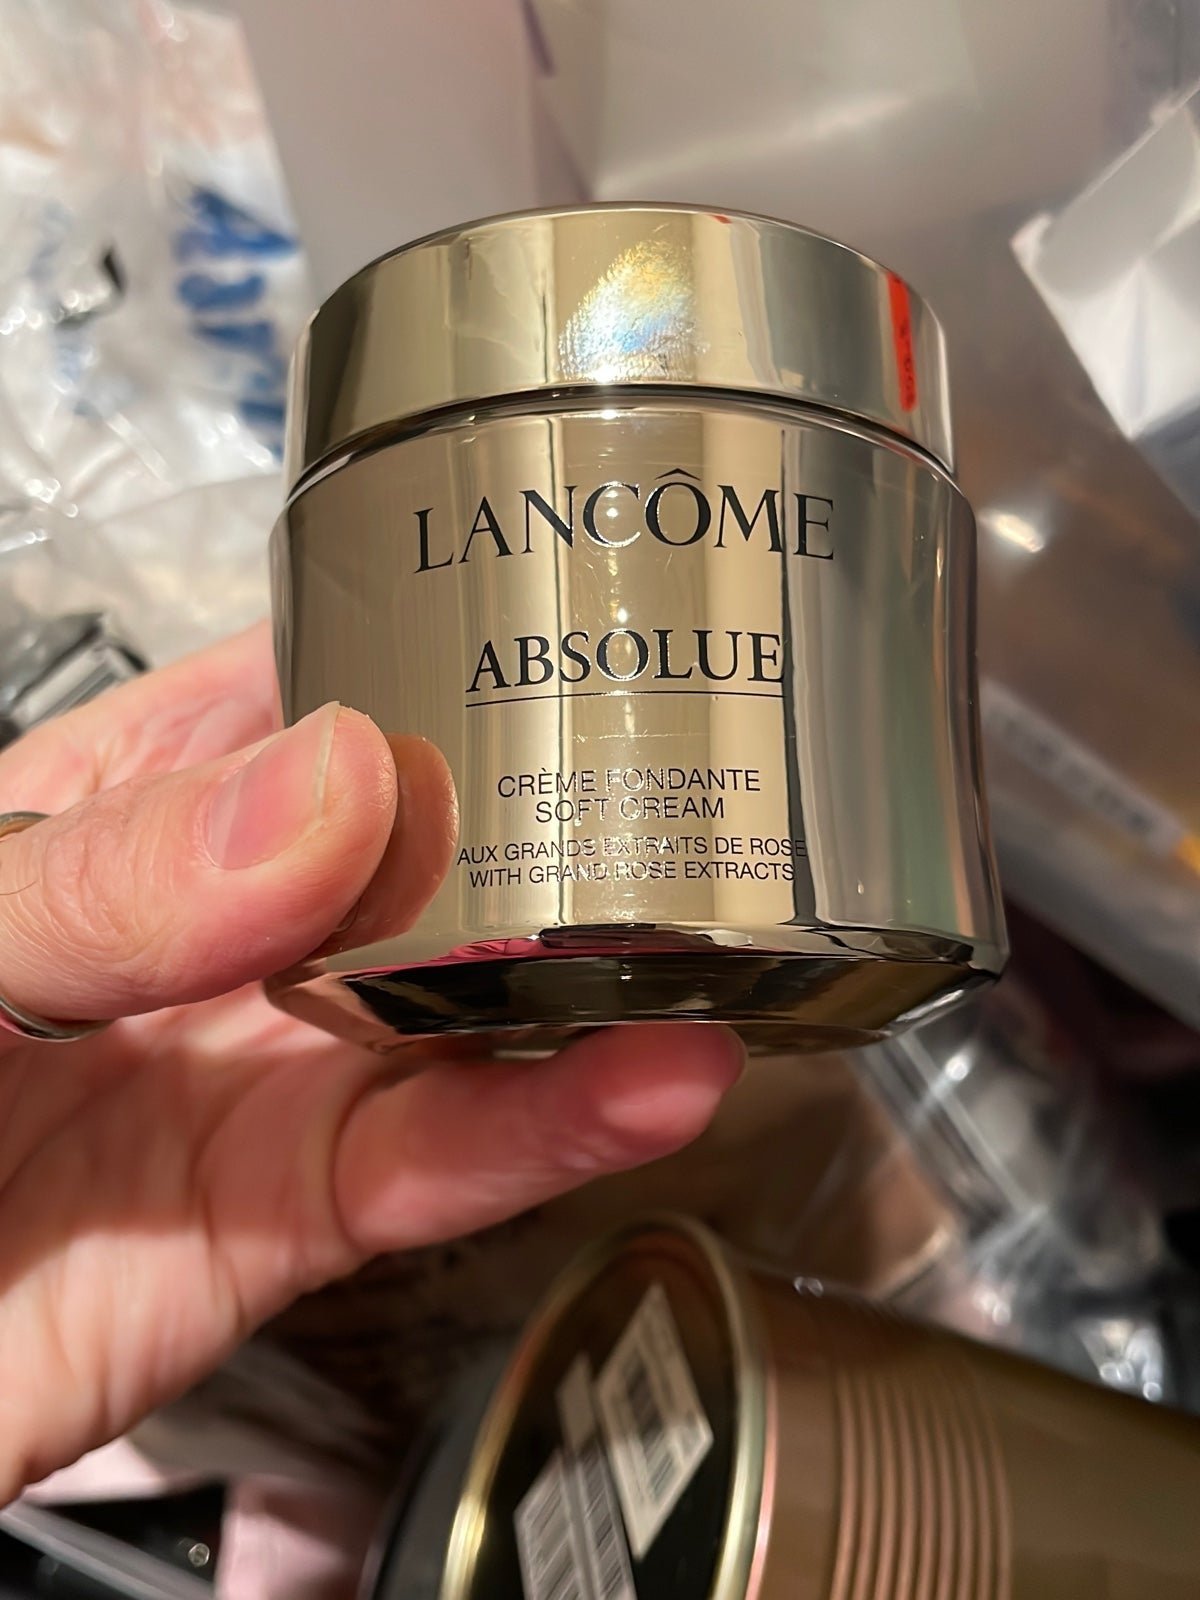 LANCÔME
ABSOLUE
CRÈME FONDANTE
SOFT CREAM
AUX GRANDS EXTRAITS DE ROSE
WITH GRAND ROSE EXTRACTS